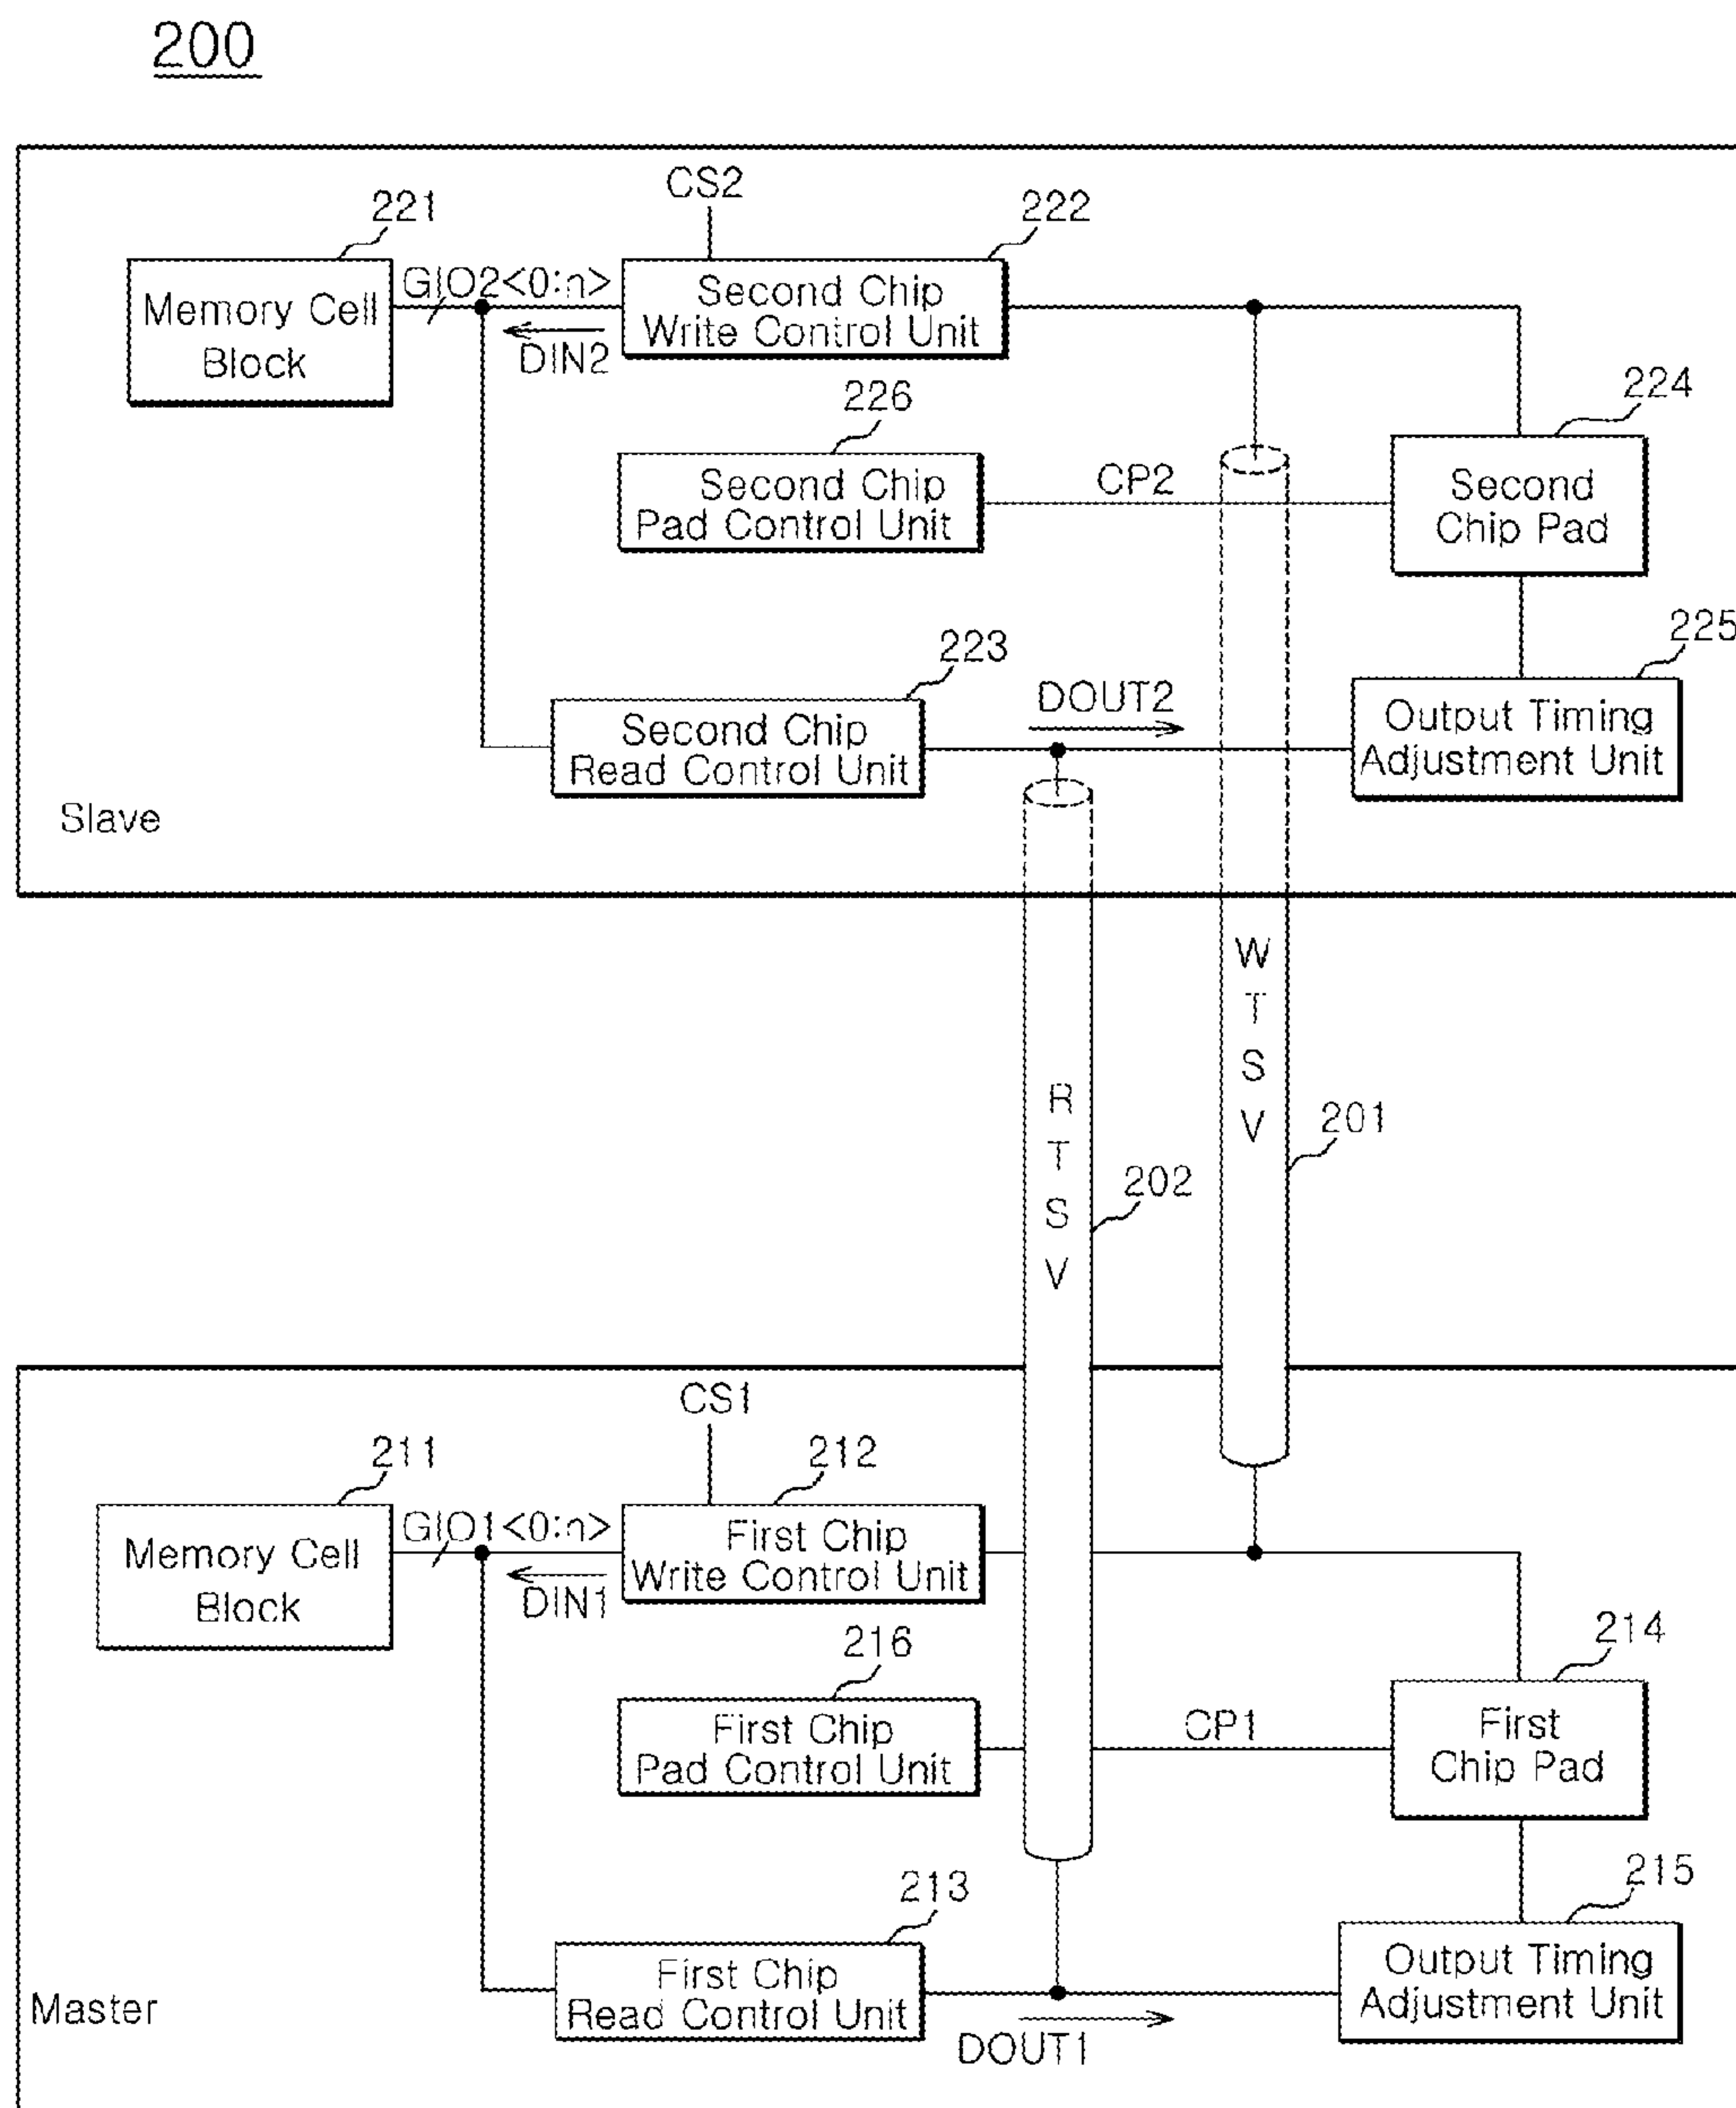 200
221
CS2
222
GIO2<0:n>
Memory Cell
Block
Second Chip
Write Control Unit
DIN2
226
224
Second Chip
Pad Control Unit
CP2
Second
Chip Pad
223
225
DOUT2
Second Chip
Read Control Unit
Output Timing
Adjustment Unit
Slave
WTSV
RTSV
201
202
CS1
211
212
GIO1<0:n>
Memory Cell
Block
First Chip
Write Control Unit
DIN1
216
214
First Chip
Pad Control Unit
CP1
First
Chip Pad
213
215
First Chip
Read Control Unit
Output Timing
Adjustment Unit
Master
DOUT1